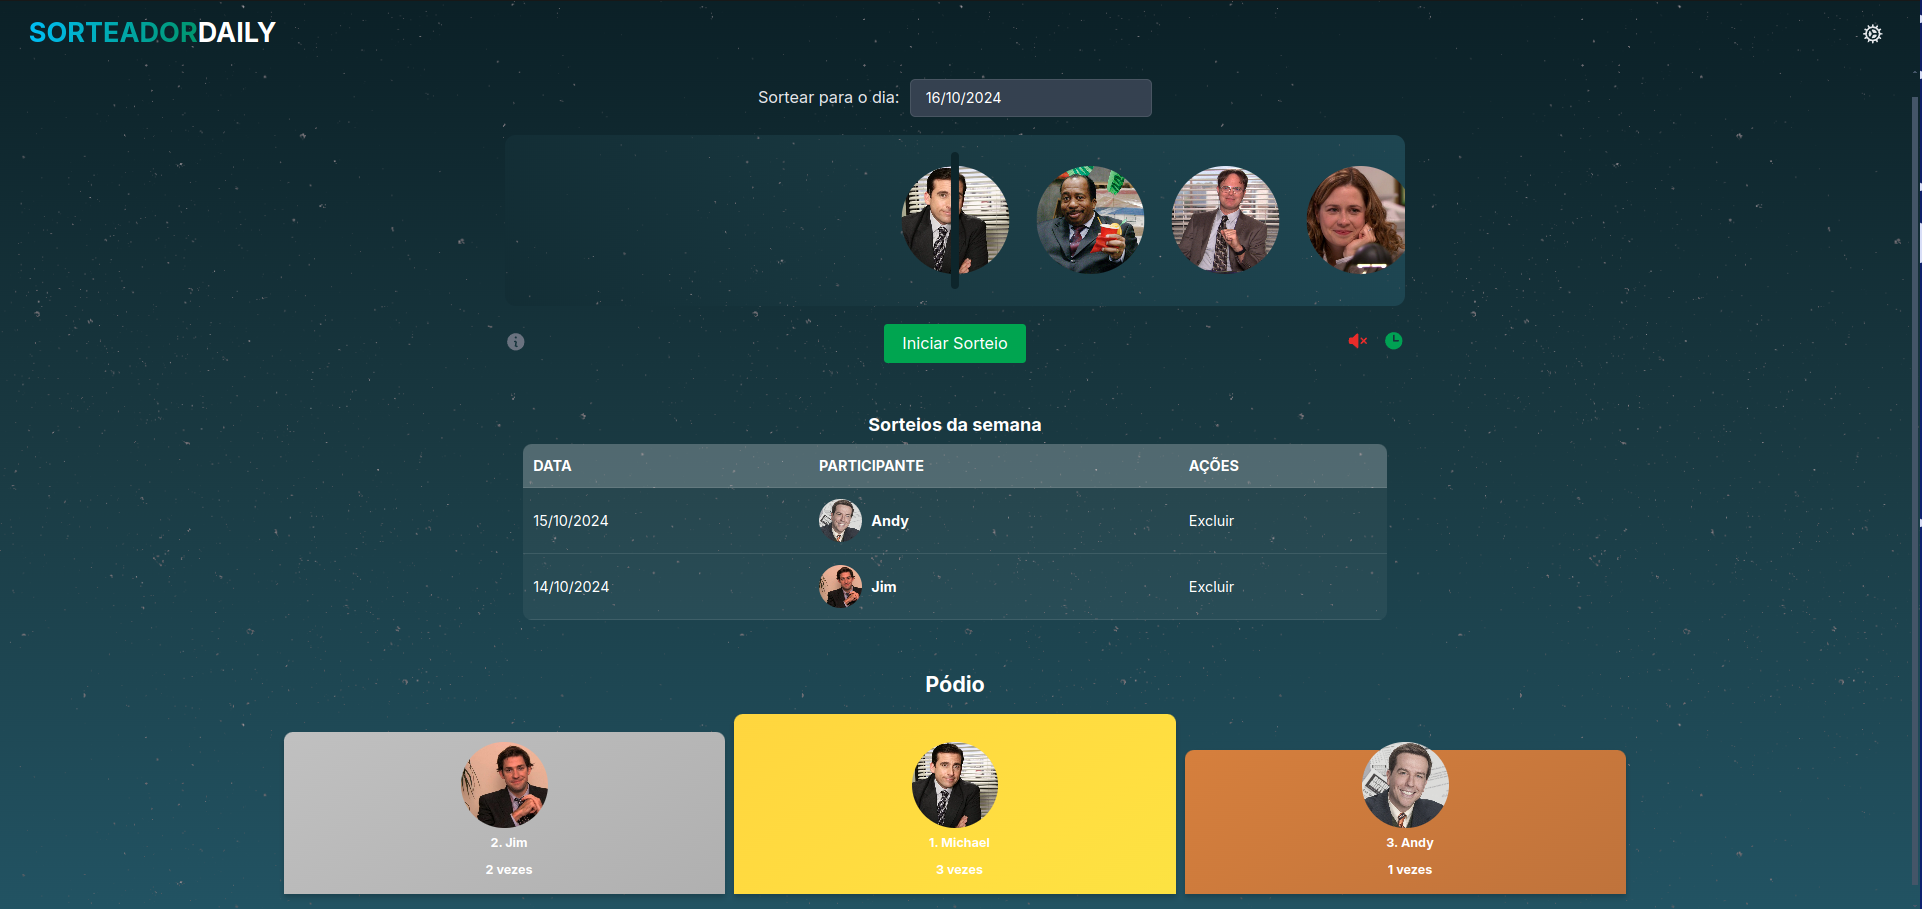 SORTEADORDAILY
Sortear para o dia: 16/10/2024
Iniciar Sorteio
Sorteios da semana
DATA PARTICIPANTE AÇÕES
15/10/2024 Andy Excluir
14/10/2024 Jim Excluir
Pódio
2. Jim
2 vezes
1. Michael
3 vezes
3. Andy
1 vezes